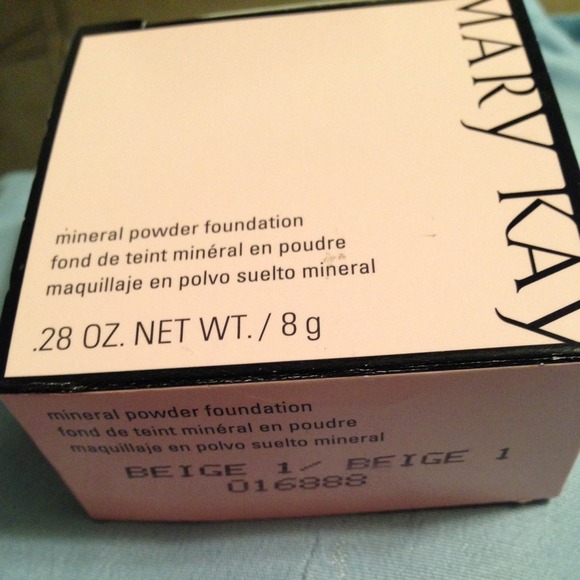 MARY KAY
mineral powder foundation
fond de teint minéral en poudre
maquillaje en polvo suelto mineral
.28 OZ. NET WT. / 8 g
mineral powder foundation
fond de teint minéral en poudre
maquillaje en polvo suelto mineral
BEIGE 1/ BEIGE 1
016888